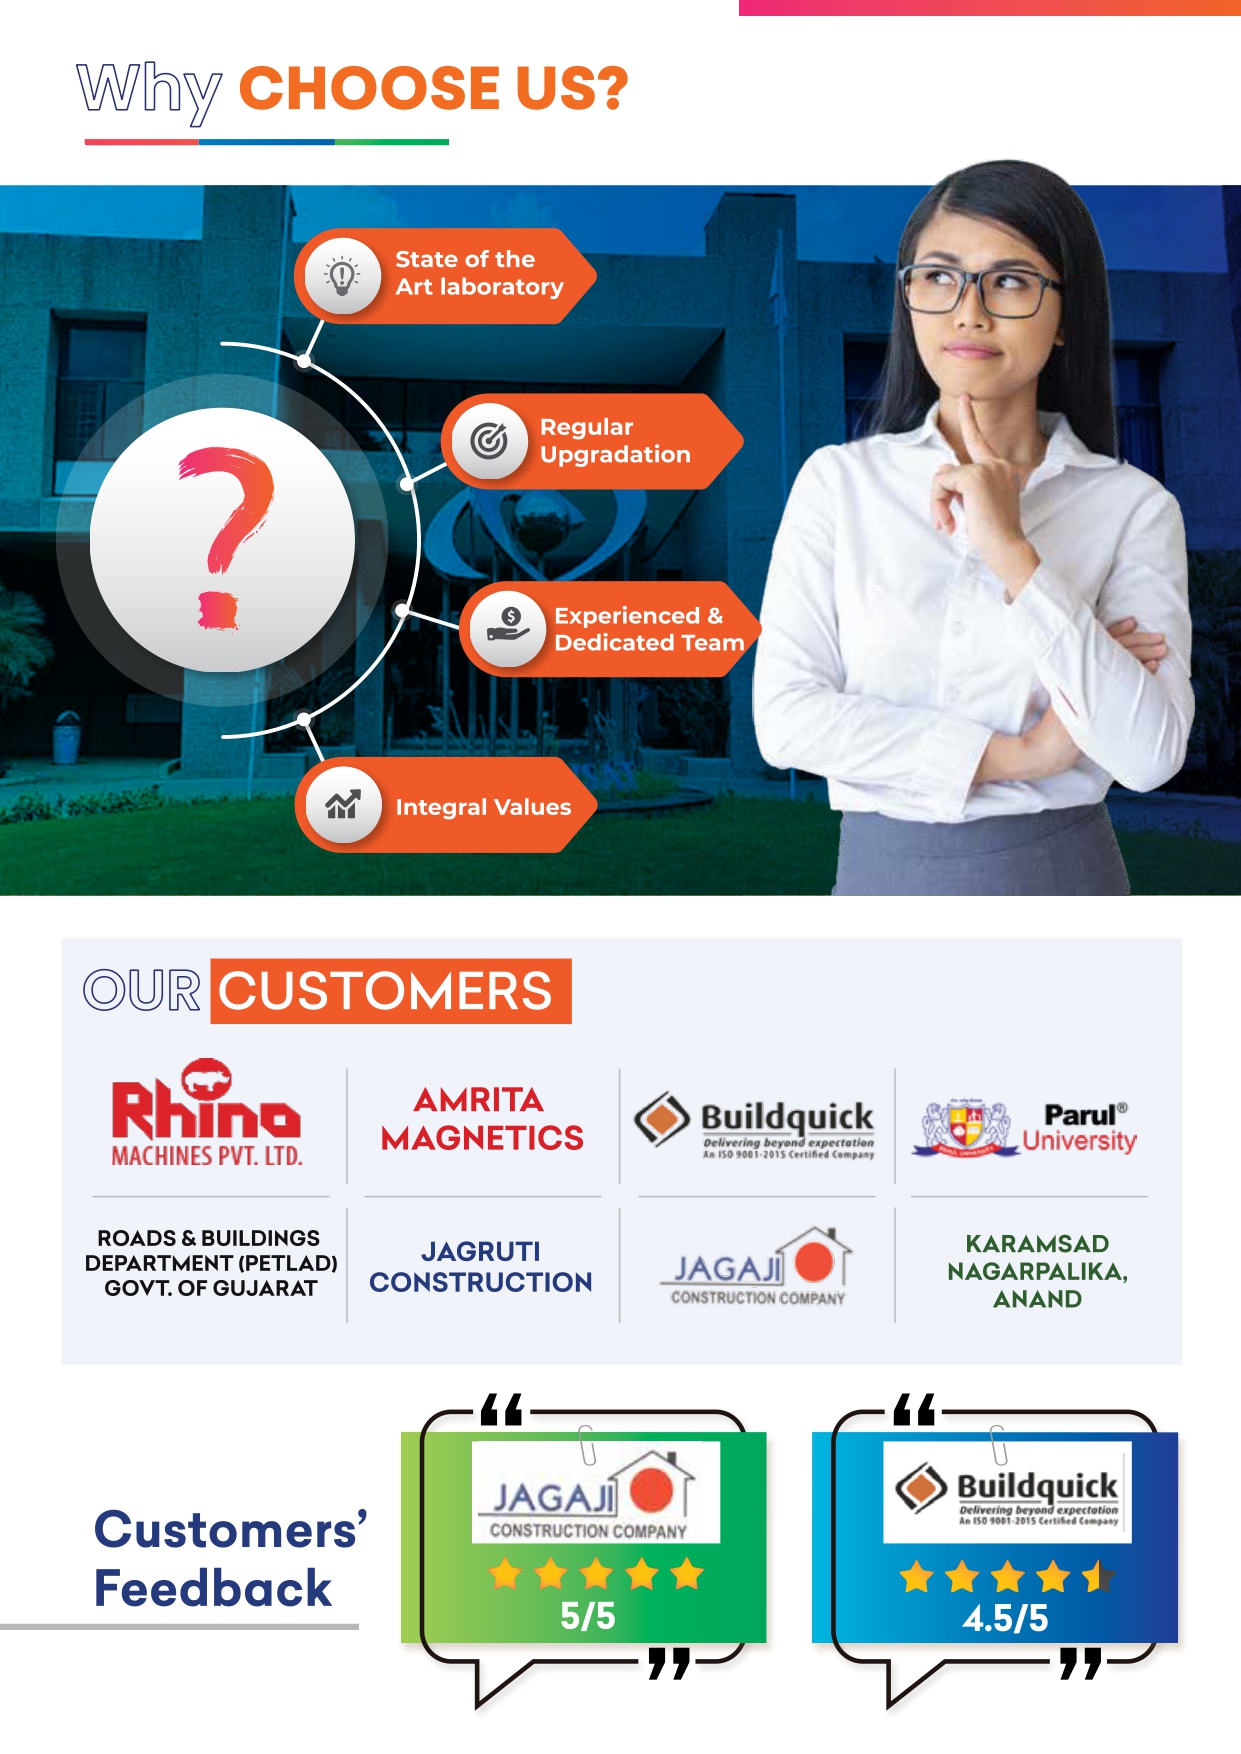 Why CHOOSE US?
State of the
Art laboratory
Regular
Upgradation
Experienced &
Dedicated Team
Integral Values
OUR CUSTOMERS
Rhino
MACHINES PVT. LTD.
AMRITA
MAGNETICS
Buildquick
Delivering beyond expectation
An ISO 9001-2015 Certified Company
Parul®
University
PARUL UNIVERSITY
ROADS & BUILDINGS
DEPARTMENT (PETLAD)
GOVT. OF GUJARAT
JAGRUTI
CONSTRUCTION
JAGAJI
CONSTRUCTION COMPANY
KARAMSAD
NAGARPALIKA,
ANAND
Customers’
Feedback
“
JAGAJI
CONSTRUCTION COMPANY
5/5
”
“
Buildquick
Delivering beyond expectation
An ISO 9001-2015 Certified Company
4.5/5
”